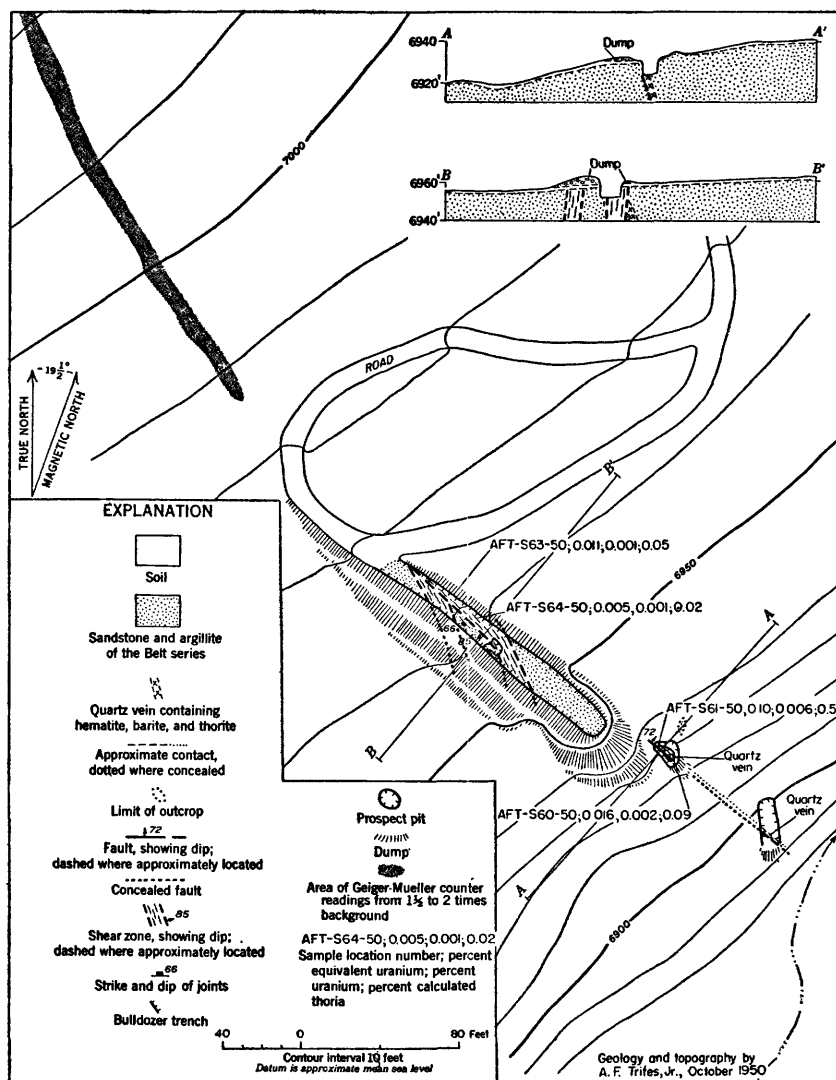 A
A'
6940'
6920'
Dump
B
B'
6960'
6940'
Dump
7000
ROAD
19½°
TRUE NORTH
MAGNETIC NORTH
B'
AFT-S63-50; 0.011; 0.001; 0.05
6950
AFT-S64-50; 0.005, 0.001; 0.02
66
85
A
B
AFT-S61-50, 0.10; 0.006; 0.5
72
Quartz
vein
Quartz
vein
AFT-S60-50; 0.016, 0.002; 0.09
A
6900
EXPLANATION
Soil
Sandstone and argillite
of the Belt series
Quartz vein containing
hematite, barite, and thorite
Approximate contact,
dotted where concealed
Limit of outcrop
72
Fault, showing dip;
dashed where approximately located
Concealed fault
85
Shear zone, showing dip;
dashed where approximately located
66
Strike and dip of joints
Bulldozer trench
Prospect pit
Dump
Area of Geiger-Mueller counter
readings from 1½ to 2 times
background
AFT-S64-50; 0.005; 0.001; 0.02
Sample location number; percent
equivalent uranium; percent
uranium; percent calculated
thoria
40 0 80 Feet
Contour interval 10 feet
Datum is approximate mean sea level
Geology and topography by
A. F. Trites, Jr., October 1950